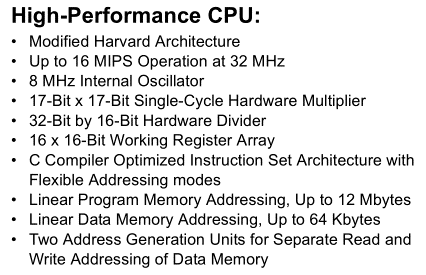 High-Performance CPU:
• Modified Harvard Architecture
• Up to 16 MIPS Operation at 32 MHz
• 8 MHz Internal Oscillator
• 17-Bit x 17-Bit Single-Cycle Hardware Multiplier
• 32-Bit by 16-Bit Hardware Divider
• 16 x 16-Bit Working Register Array
• C Compiler Optimized Instruction Set Architecture with
Flexible Addressing modes
• Linear Program Memory Addressing, Up to 12 Mbytes
• Linear Data Memory Addressing, Up to 64 Kbytes
• Two Address Generation Units for Separate Read and
Write Addressing of Data Memory